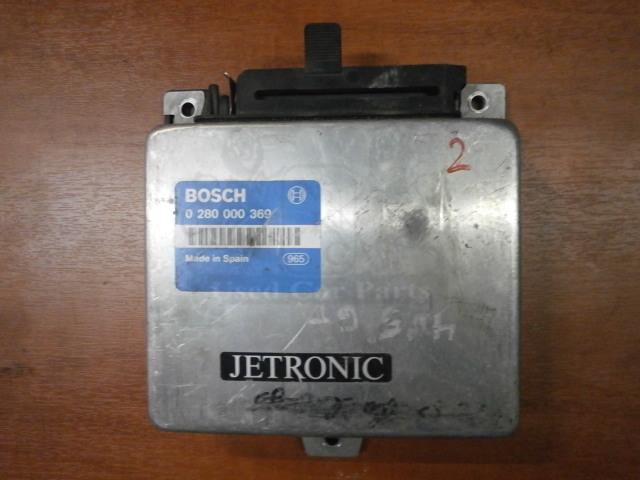 2
BOSCH
0 280 000 369
Made in Spain
965
Used Car Parts
JETRONIC